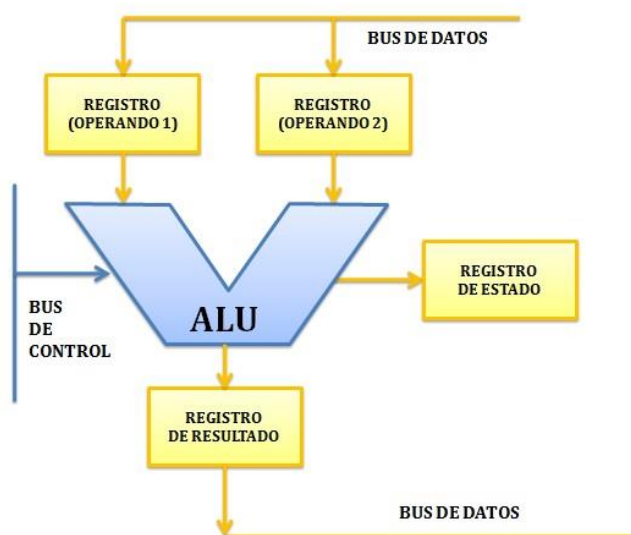 BUS DE DATOS
REGISTRO
(OPERANDO 1)
REGISTRO
(OPERANDO 2)
BUS
DE
CONTROL
ALU
REGISTRO
DE ESTADO
REGISTRO
DE RESULTADO
BUS DE DATOS